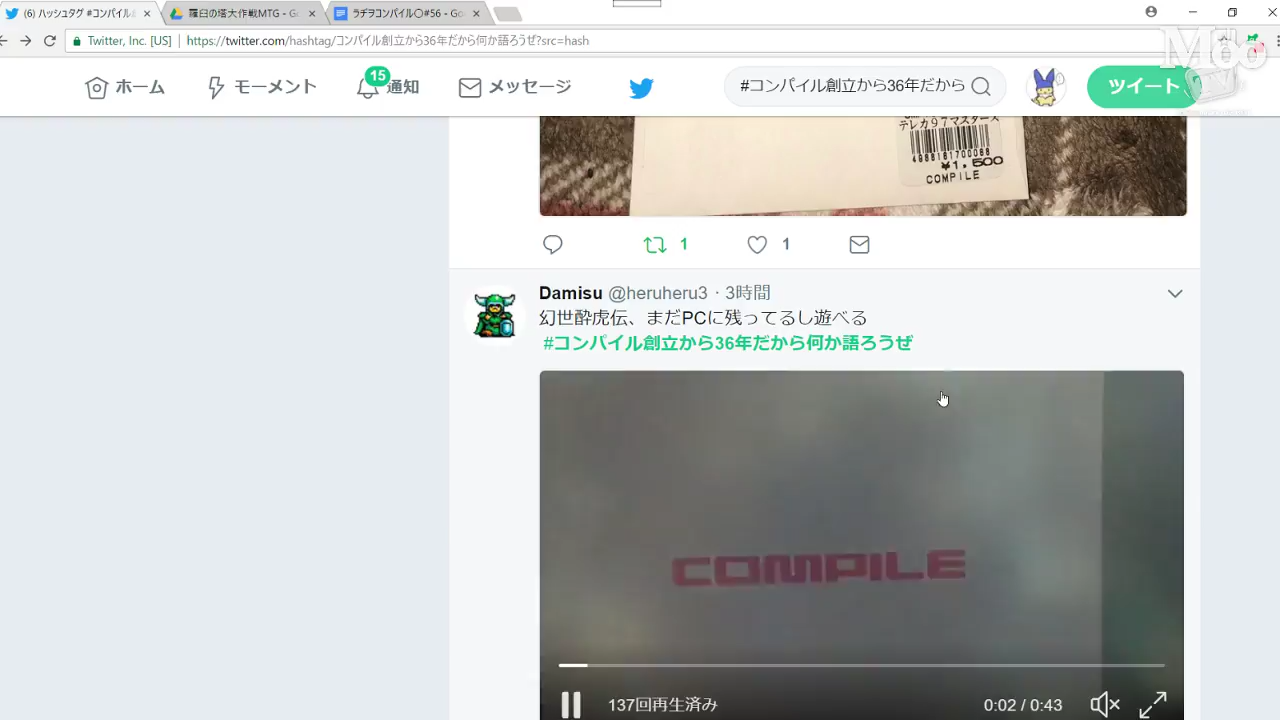 (6) ハッシュタグ #コンパイル
羅臼の塔大作戦MTG - G
ラヂヲコンパイル〇#56 - Go
Twitter, Inc. [US] | https://twitter.com/hashtag/コンパイル創立から36年だから何か語ろうぜ?src=hash
ホーム
モーメント
15
通知
メッセージ
#コンパイル創立から36年だから
ツイート
Moo
テレカ97マスターズ
4988161700088
¥1,500
COMPILE
1
1
Damisu @heruheru3 · 3時間
幻世酔虎伝、まだPCに残ってるし遊べる
#コンパイル創立から36年だから何か語ろうぜ
COMPILE
137回再生済み
0:02 / 0:43